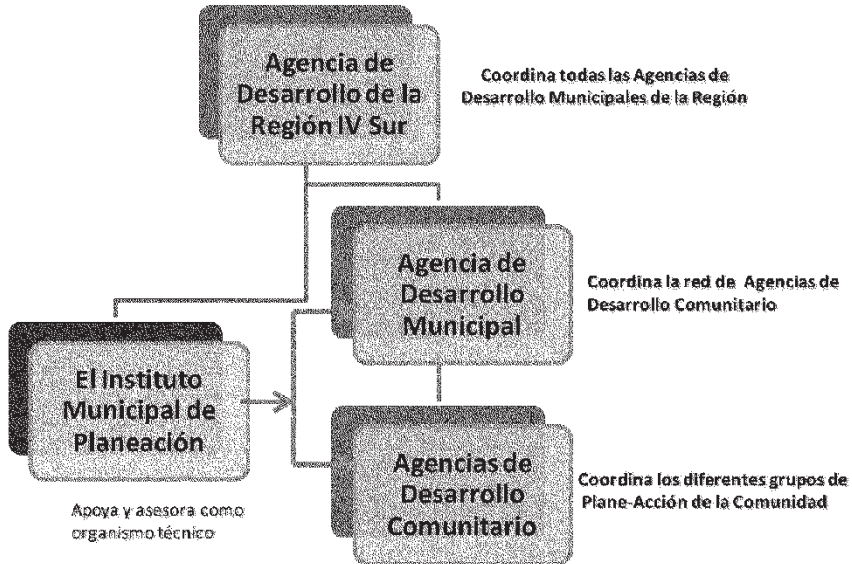 Agencia de
Desarrollo de la
Región IV Sur
Coordina todas las Agencias de
Desarrollo Municipales de la Región
Agencia de
Desarrollo
Municipal
Coordina la red de Agencias de
Desarrollo Comunitario
El Instituto
Municipal de
Planeación
Apoya y asesora como
organismo técnico
Agencias de
Desarrollo
Comunitario
Coordina los diferentes grupos de
Plane-Acción de la Comunidad